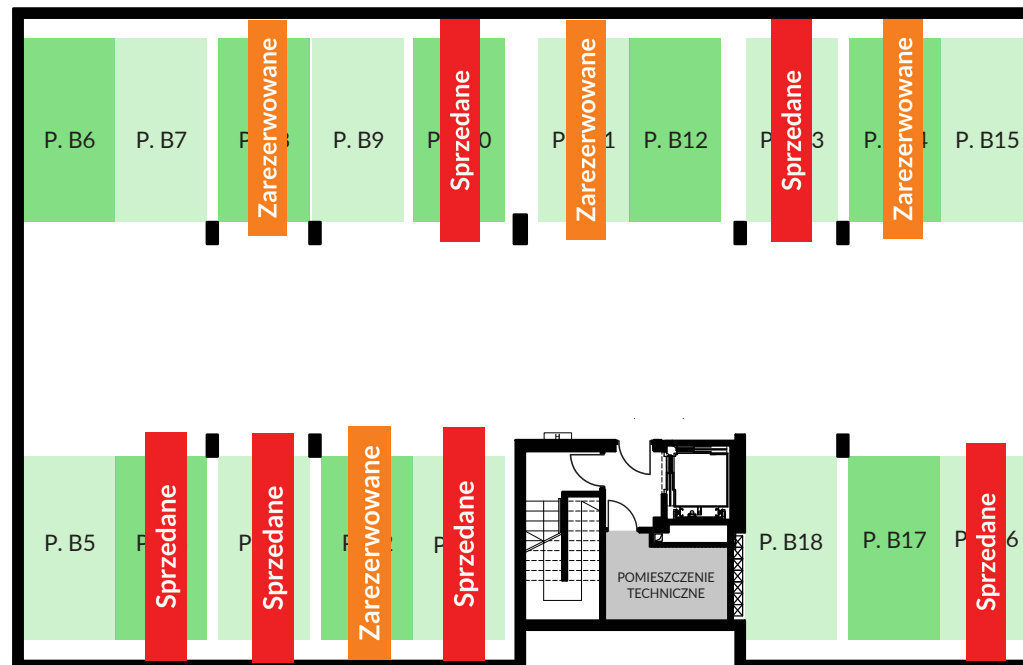 P. B6
P. B7
Zarezerwowane
P. B9
Sprzedane
Zarezerwowane
P. B12
Sprzedane
Zarezerwowane
P. B15
P. B5
Sprzedane
Sprzedane
Zarezerwowane
Sprzedane
H
POMIESZCZENIE
TECHNICZNE
P. B18
P. B17
Sprzedane